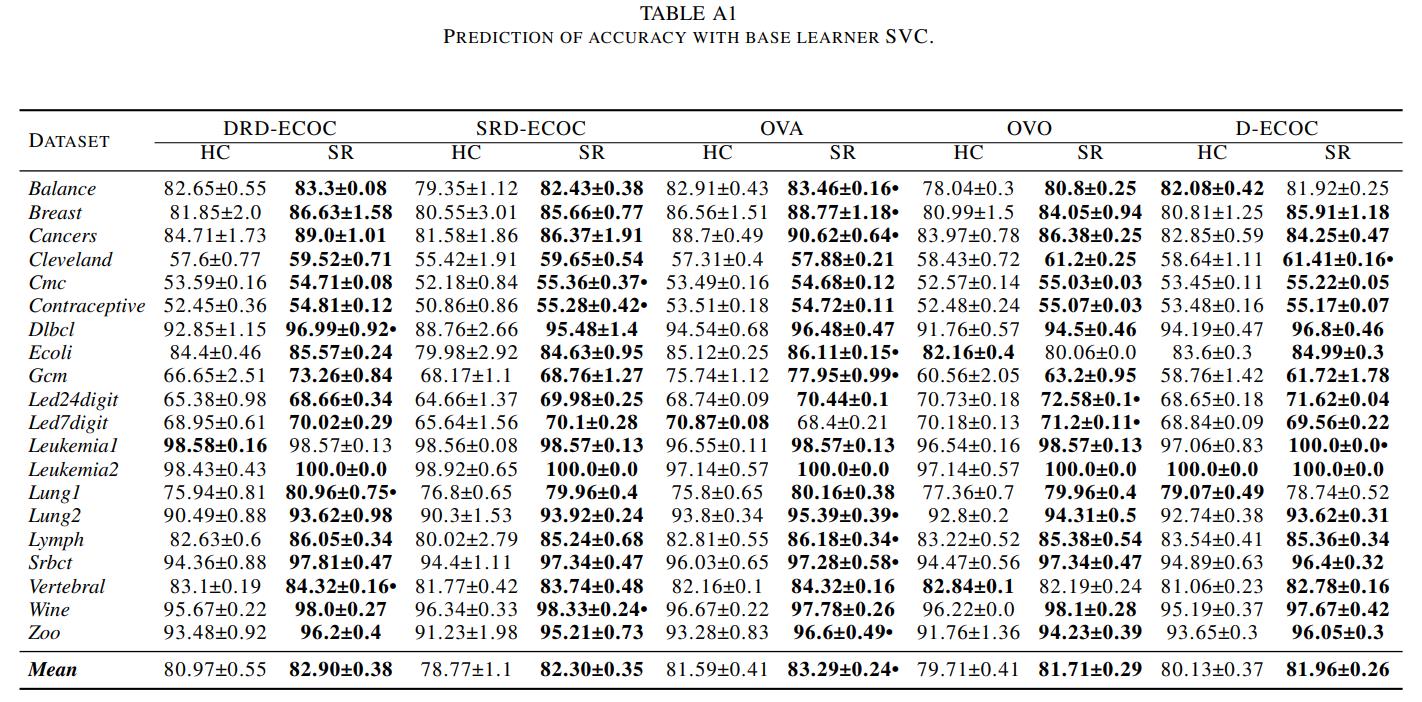 TABLE A1
PREDICTION OF ACCURACY WITH BASE LEARNER SVC.
DATASET DRD-ECOC SRD-ECOC OVA OVO D-ECOC
HC SR HC SR HC SR HC SR HC SR
Balance 82.65±0.55 83.3±0.08 79.35±1.12 82.43±0.38 82.91±0.43 83.46±0.16• 78.04±0.3 80.8±0.25 82.08±0.42 81.92±0.25
Breast 81.85±2.0 86.63±1.58 80.55±3.01 85.66±0.77 86.56±1.51 88.77±1.18• 80.99±1.5 84.05±0.94 80.81±1.25 85.91±1.18
Cancers 84.71±1.73 89.0±1.01 81.58±1.86 86.37±1.91 88.7±0.49 90.62±0.64• 83.97±0.78 86.38±0.25 82.85±0.59 84.25±0.47
Cleveland 57.6±0.77 59.52±0.71 55.42±1.91 59.65±0.54 57.31±0.4 57.88±0.21 58.43±0.72 61.2±0.25 58.64±1.11 61.41±0.16•
Cmc 53.59±0.16 54.71±0.08 52.18±0.84 55.36±0.37• 53.49±0.16 54.68±0.12 52.57±0.14 55.03±0.03 53.45±0.11 55.22±0.05
Contraceptive 52.45±0.36 54.81±0.12 50.86±0.86 55.28±0.42• 53.51±0.18 54.72±0.11 52.48±0.24 55.07±0.03 53.48±0.16 55.17±0.07
Dlbcl 92.85±1.15 96.99±0.92• 88.76±2.66 95.48±1.4 94.54±0.68 96.48±0.47 91.76±0.57 94.5±0.46 94.19±0.47 96.8±0.46
Ecoli 84.4±0.46 85.57±0.24 79.98±2.92 84.63±0.95 85.12±0.25 86.11±0.15• 82.16±0.4 80.06±0.0 83.6±0.3 84.99±0.3
Gcm 66.65±2.51 73.26±0.84 68.17±1.1 68.76±1.27 75.74±1.12 77.95±0.99• 60.56±2.05 63.2±0.95 58.76±1.42 61.72±1.78
Led24digit 65.38±0.98 68.66±0.34 64.66±1.37 69.98±0.25 68.74±0.09 70.44±0.1 70.73±0.18 72.58±0.1• 68.65±0.18 71.62±0.04
Led7digit 68.95±0.61 70.02±0.29 65.64±1.56 70.1±0.28 70.87±0.08 68.4±0.21 70.18±0.13 71.2±0.11• 68.84±0.09 69.56±0.22
Leukemia1 98.58±0.16 98.57±0.13 98.56±0.08 98.57±0.13 96.55±0.11 98.57±0.13 96.54±0.16 98.57±0.13 97.06±0.83 100.0±0.0•
Leukemia2 98.43±0.43 100.0±0.0 98.92±0.65 100.0±0.0 97.14±0.57 100.0±0.0 97.14±0.57 100.0±0.0 100.0±0.0 100.0±0.0
Lung1 75.94±0.81 80.96±0.75• 76.8±0.65 79.96±0.4 75.8±0.65 80.16±0.38 77.36±0.7 79.96±0.4 79.07±0.49 78.74±0.52
Lung2 90.49±0.88 93.62±0.98 90.3±1.53 93.92±0.24 93.8±0.34 95.39±0.39• 92.8±0.2 94.31±0.5 92.74±0.38 93.62±0.31
Lymph 82.63±0.6 86.05±0.34 80.02±2.79 85.24±0.68 82.81±0.55 86.18±0.34• 83.22±0.52 85.38±0.54 83.54±0.41 85.36±0.34
Srbct 94.36±0.88 97.81±0.47 94.4±1.11 97.34±0.47 96.03±0.65 97.28±0.58• 94.47±0.56 97.34±0.47 94.89±0.63 96.4±0.32
Vertebral 83.1±0.19 84.32±0.16• 81.77±0.42 83.74±0.48 82.16±0.1 84.32±0.16 82.84±0.1 82.19±0.24 81.06±0.23 82.78±0.16
Wine 95.67±0.22 98.0±0.27 96.34±0.33 98.33±0.24• 96.67±0.22 97.78±0.26 96.22±0.0 98.1±0.28 95.19±0.37 97.67±0.42
Zoo 93.48±0.92 96.2±0.4 91.23±1.98 95.21±0.73 93.28±0.83 96.6±0.49• 91.76±1.36 94.23±0.39 93.65±0.3 96.05±0.3
Mean 80.97±0.55 82.90±0.38 78.77±1.1 82.30±0.35 81.59±0.41 83.29±0.24• 79.71±0.41 81.71±0.29 80.13±0.37 81.96±0.26